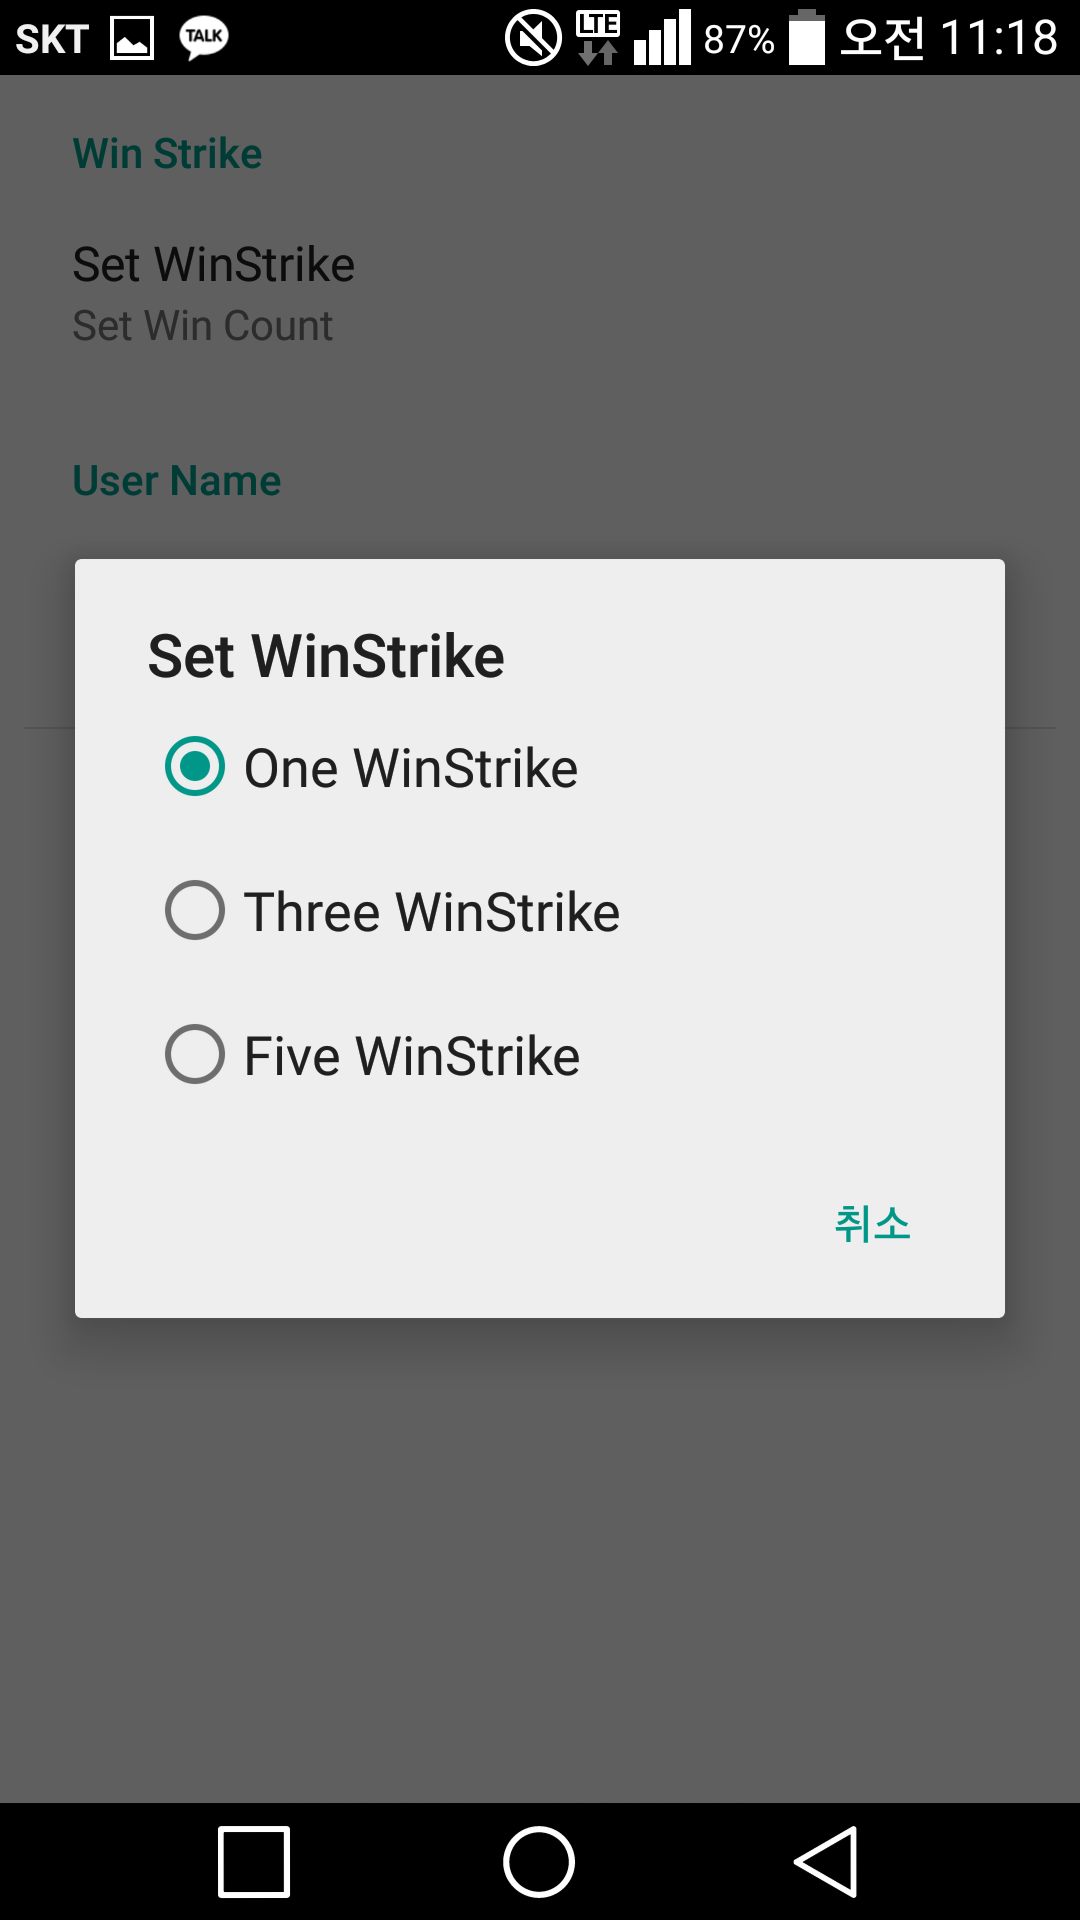 SKT TALK LTE 87% 오전 11:18
Win Strike
Set WinStrike
Set Win Count
User Name
Set WinStrike
One WinStrike
Three WinStrike
Five WinStrike
취소